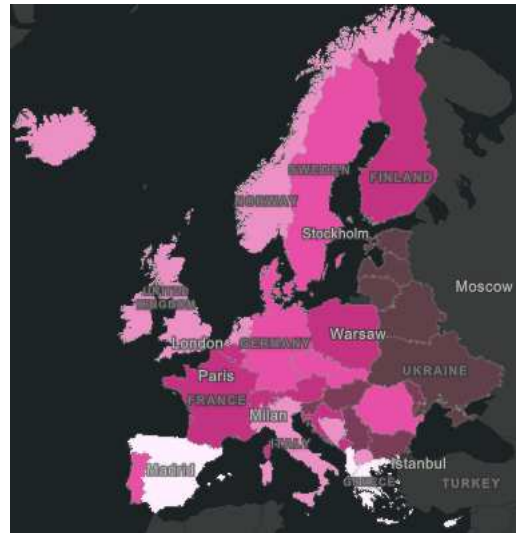 SWEDEN
FINLAND
NORWAY
Stockholm
Moscow
UNITED
KINGDOM
London
Warsaw
GERMANY
UKRAINE
Paris
FRANCE
Milan
ITALY
Madrid
Istanbul
GREECE
TURKEY